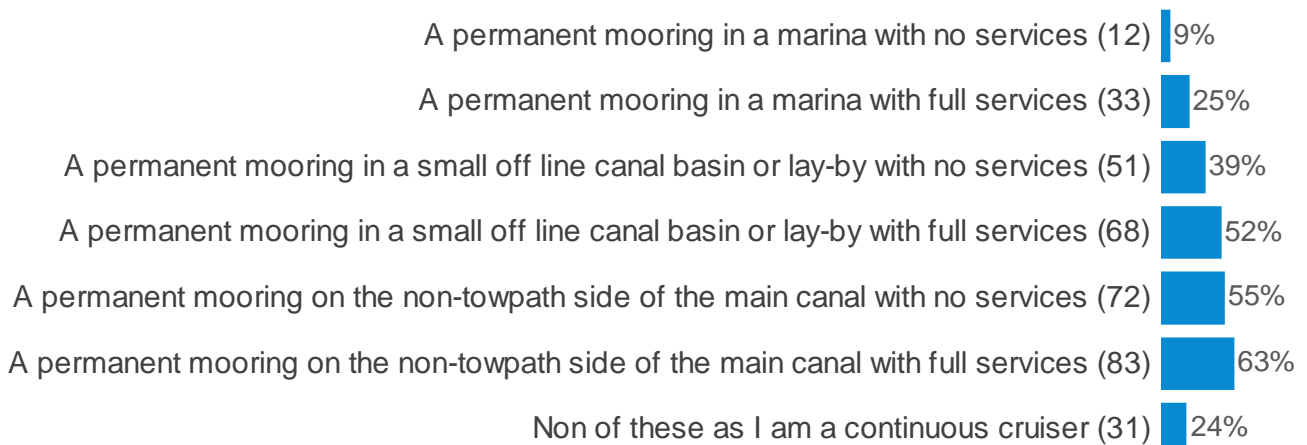 A permanent mooring in a marina with no services (12) 9%
A permanent mooring in a marina with full services (33) 25%
A permanent mooring in a small off line canal basin or lay-by with no services (51) 39%
A permanent mooring in a small off line canal basin or lay-by with full services (68) 52%
A permanent mooring on the non-towpath side of the main canal with no services (72) 55%
A permanent mooring on the non-towpath side of the main canal with full services (83) 63%
Non of these as I am a continuous cruiser (31) 24%